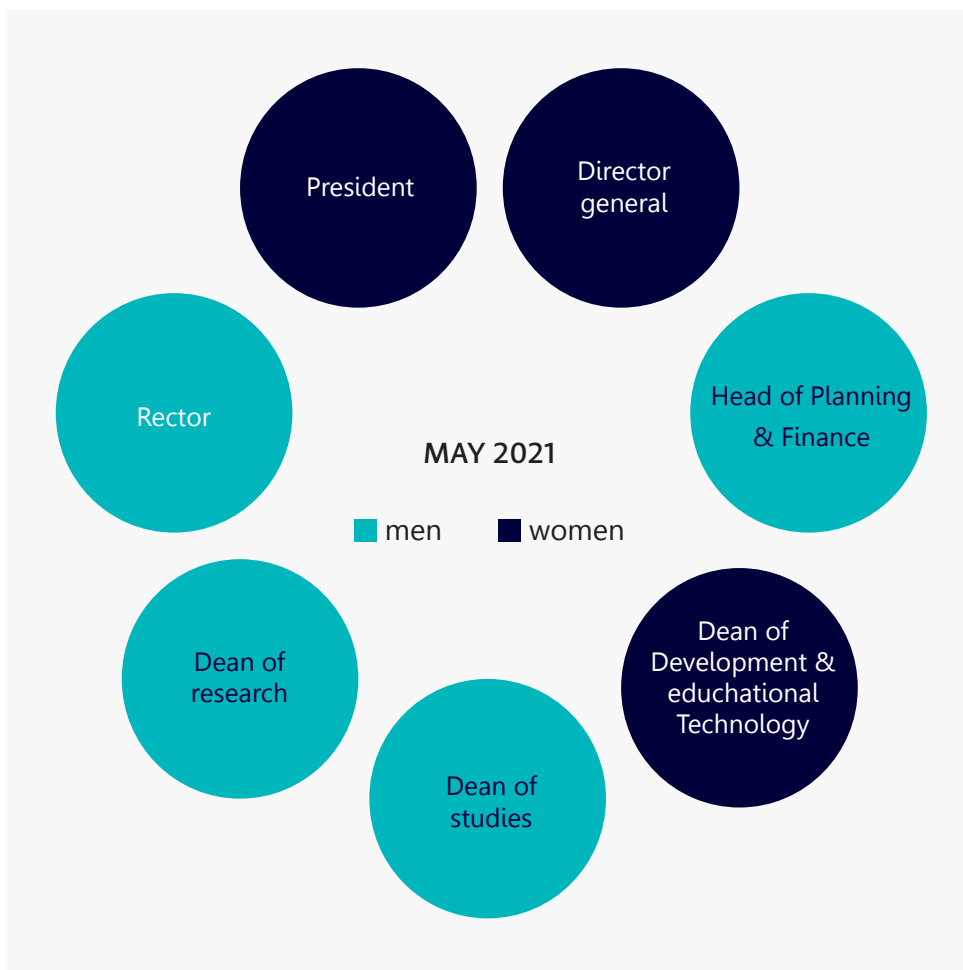 President
Director
general
Rector
Head of Planning
& Finance
MAY 2021
men women
Dean of
research
Dean of
Development &
educhational
Technology
Dean of
studies